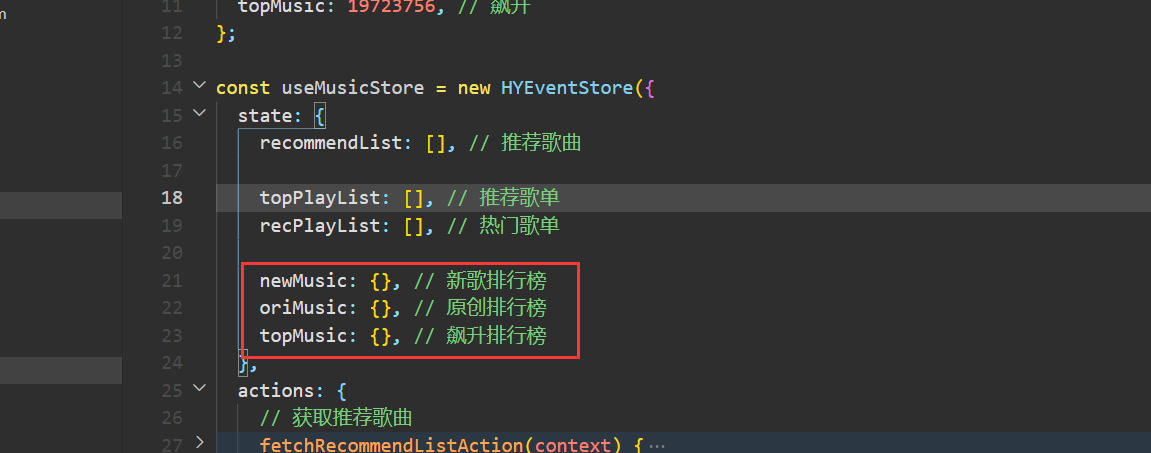 m
11 topMusic: 19723756, // 飙升
12 };
13
14 const useMusicStore = new HYEventStore({
15 state: {
16 recommendList: [], // 推荐歌曲
17
18 topPlayList: [], // 推荐歌单
19 recPlayList: [], // 热门歌单
20
21 newMusic: {}, // 新歌排行榜
22 oriMusic: {}, // 原创排行榜
23 topMusic: {}, // 飙升排行榜
24 },
25 actions: {
26 // 获取推荐歌曲
27 fetchRecommendListAction(context) {···